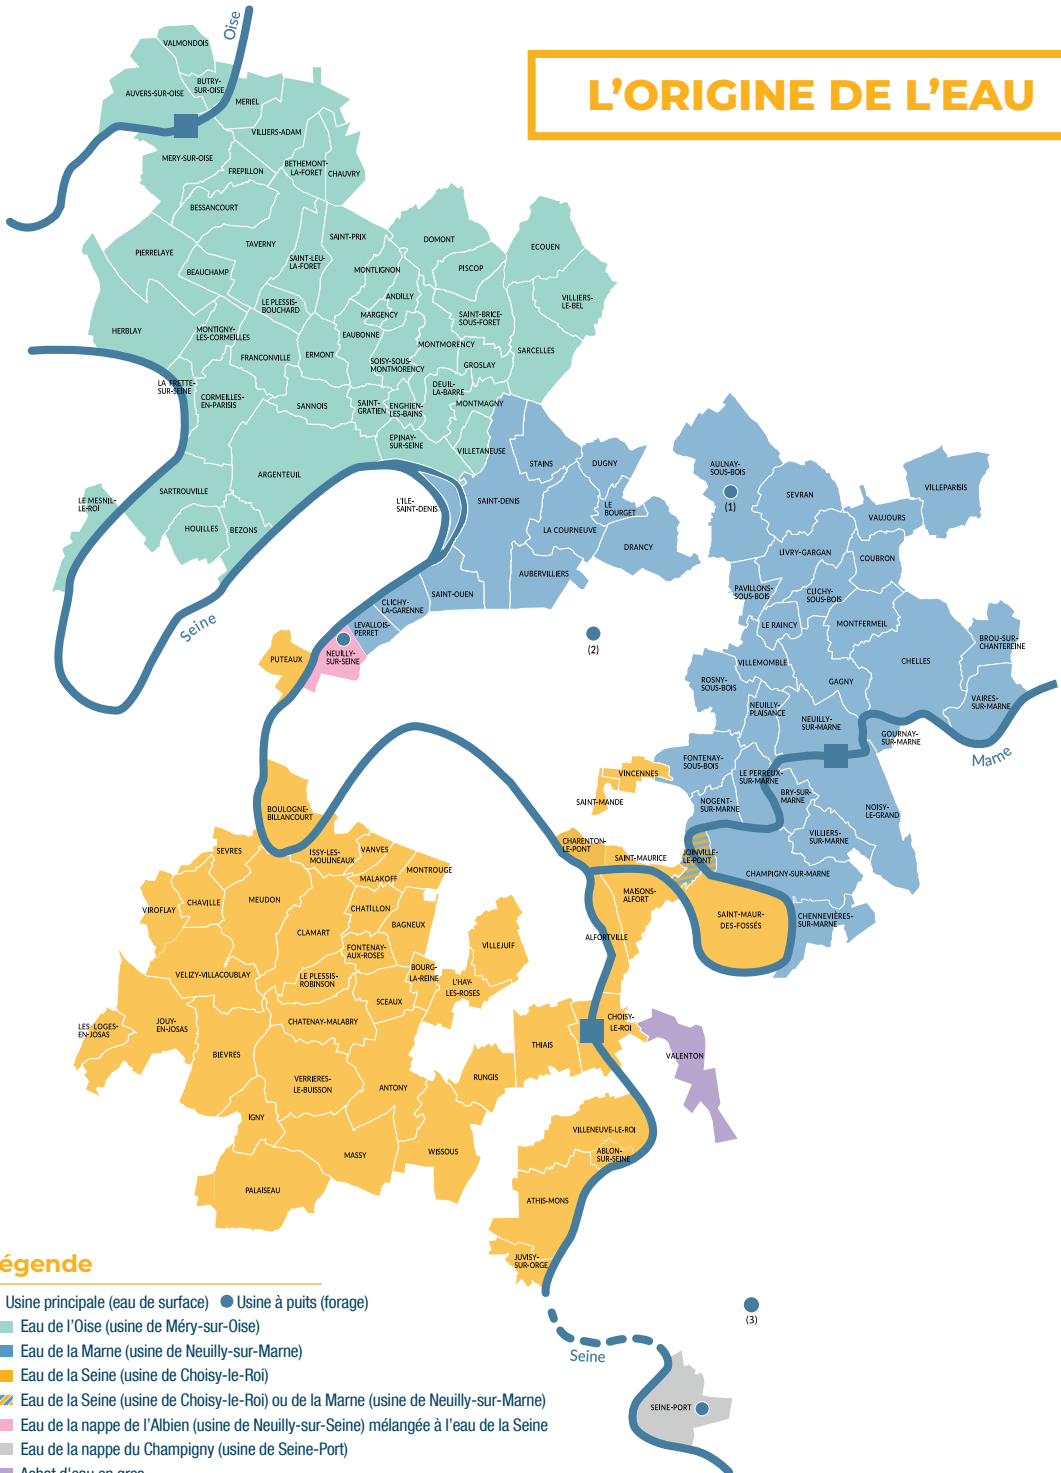 Oise
L'ORIGINE DE L'EAU
VALMONDOIS
BUTRY-
SUR-OISE
AUVERS-SUR-OISE
MERIEL
VILLIERS-ADAM
MERY-SUR-OISE
FREPILLON
BETHEMONT-
LA-FORET
CHAUVRY
BESSANCOURT
PIERRELAYE
TAVERNY
BEAUCHAMP
SAINT-LEU-
LA-FORET
SAINT-PRIX
MONTLIGNON
DOMONT
PISCOP
ECOUEN
VILLIERS-
LE-BEL
ANDILLY
LE PLESSIS-
BOUCHARD
MARGENCY
SAINT-BRICE-
SOUS-FORET
HERBLAY
MONTIGNY-
LES-CORMEILLES
EAUBONNE
MONTMORENCY
SARCELLES
FRANCONVILLE
ERMONT
SOISY-SOUS-
MONTMORENCY
GROSLAY
LA FRETTE-
SUR-SEINE
CORMEILLES-
EN-PARISIS
SANNOIS
SAINT-
GRATIEN
ENGHIEN-
LES-BAINS
DEUIL-
LA-BARRE
MONTMAGNY
EPINAY-
SUR-SEINE
VILLETANEUSE
ARGENTEUIL
SARTROUVILLE
LE MESNIL-
LE-ROI
HOUILLES
BEZONS
L'ILE-
SAINT-DENIS
SAINT-DENIS
STAINS
DUGNY
LE
BOURGET
LA COURNEUVE
DRANCY
AUBERVILLIERS
SAINT-OUEN
CLICHY-
LA-GARENNE
LEVALLOIS-
PERRET
NEUILLY-
SUR-SEINE
PUTEAUX
Seine
AULNAY-
SOUS-BOIS
(1)
SEVRAN
VILLEPARISIS
VAUJOURS
LIVRY-GARGAN
COUBRON
PAVILLONS-
SOUS-BOIS
CLICHY-
SOUS-BOIS
LE RAINCY
MONTFERMEIL
BROU-SUR-
CHANTEREINE
CHELLES
(2)
VILLEMOMBLE
ROSNY-
SOUS-BOIS
GAGNY
VAIRES-
SUR-MARNE
NEUILLY-
PLAISANCE
NEUILLY-
SUR-MARNE
GOURNAY-
SUR-MARNE
Marne
FONTENAY-
SOUS-BOIS
LE PERREUX-
SUR-MARNE
VINCENNES
SAINT-MANDE
NOGENT-
SUR-MARNE
BRY-SUR-
MARNE
NOISY-
LE-GRAND
VILLIERS-
SUR-MARNE
BOULOGNE-
BILLANCOURT
CHARENTON-
LE-PONT
SAINT-MAURICE
JOINVILLE-
LE-PONT
CHAMPIGNY-SUR-MARNE
SEVRES
ISSY-LES-
MOULINEAUX
VANVES
MONTROUGE
MALAKOFF
MAISONS-
ALFORT
SAINT-MAUR-
DES-FOSSÉS
CHENNEVIÈRES-
SUR-MARNE
CHAVILLE
MEUDON
VIROFLAY
CHATILLON
BAGNEUX
CLAMART
ALFORTVILLE
VILLEJUIF
FONTENAY-
AUX-ROSES
VELIZY-VILLACOUBLAY
LE PLESSIS-
ROBINSON
BOURG-
LA-REINE
L'HAY-
LES-ROSES
SCEAUX
LES LOGES-
EN-JOSAS
JOUY-
EN-JOSAS
CHATENAY-MALABRY
CHOISY-
LE-ROI
THIAIS
VALENTON
BIEVRES
VERRIERES-
LE-BUISSON
ANTONY
RUNGIS
IGNY
VILLENEUVE-LE-ROI
MASSY
WISSOUS
ABLON-
SUR-SEINE
PALAISEAU
ATHIS-MONS
JUVISY-
SUR-ORGE
(3)
Seine
SEINE-PORT
égende
Usine principale (eau de surface) Usine à puits (forage)
Eau de l'Oise (usine de Méry-sur-Oise)
Eau de la Marne (usine de Neuilly-sur-Marne)
Eau de la Seine (usine de Choisy-le-Roi)
Eau de la Seine (usine de Choisy-le-Roi) ou de la Marne (usine de Neuilly-sur-Marne)
Eau de la nappe de l'Albien (usine de Neuilly-sur-Seine) mélangée à l'eau de la Seine
Eau de la nappe du Champigny (usine de Seine-Port)
Achat d'eau en gros